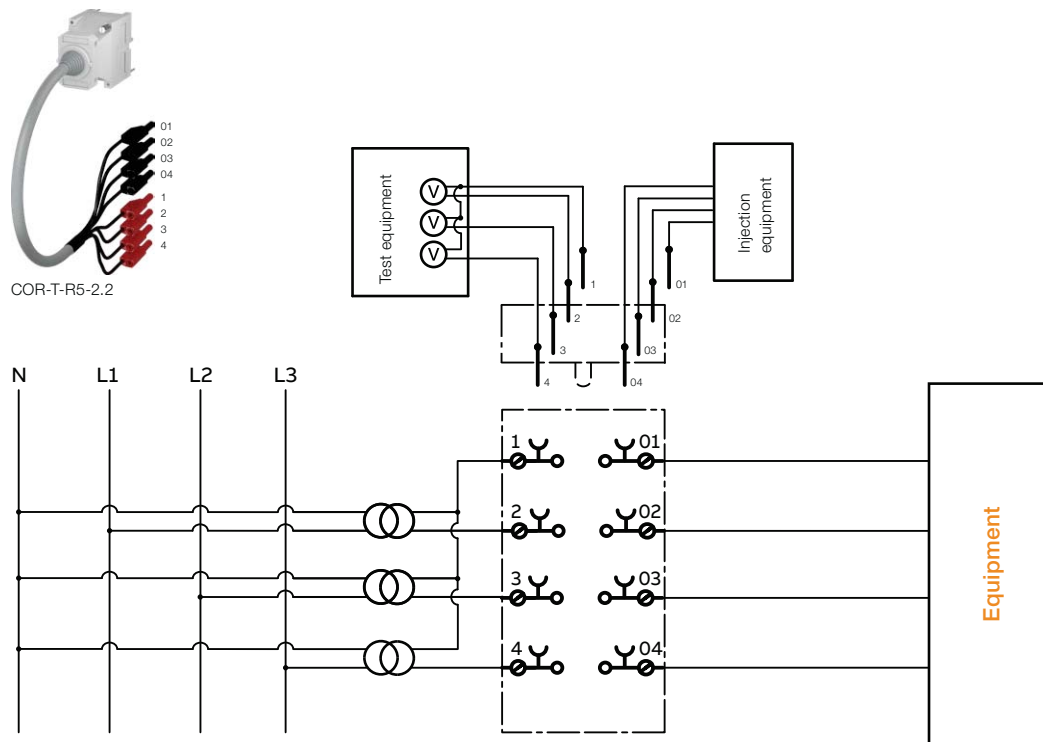 01
02
03
04
1
2
3
4
COR-T-R5-2.2
Test equipment
V
V
V
Injection
equipment
1
2
3
4
01
02
03
04
N
L1
L2
L3
1
01
2
02
3
03
4
04
Equipment